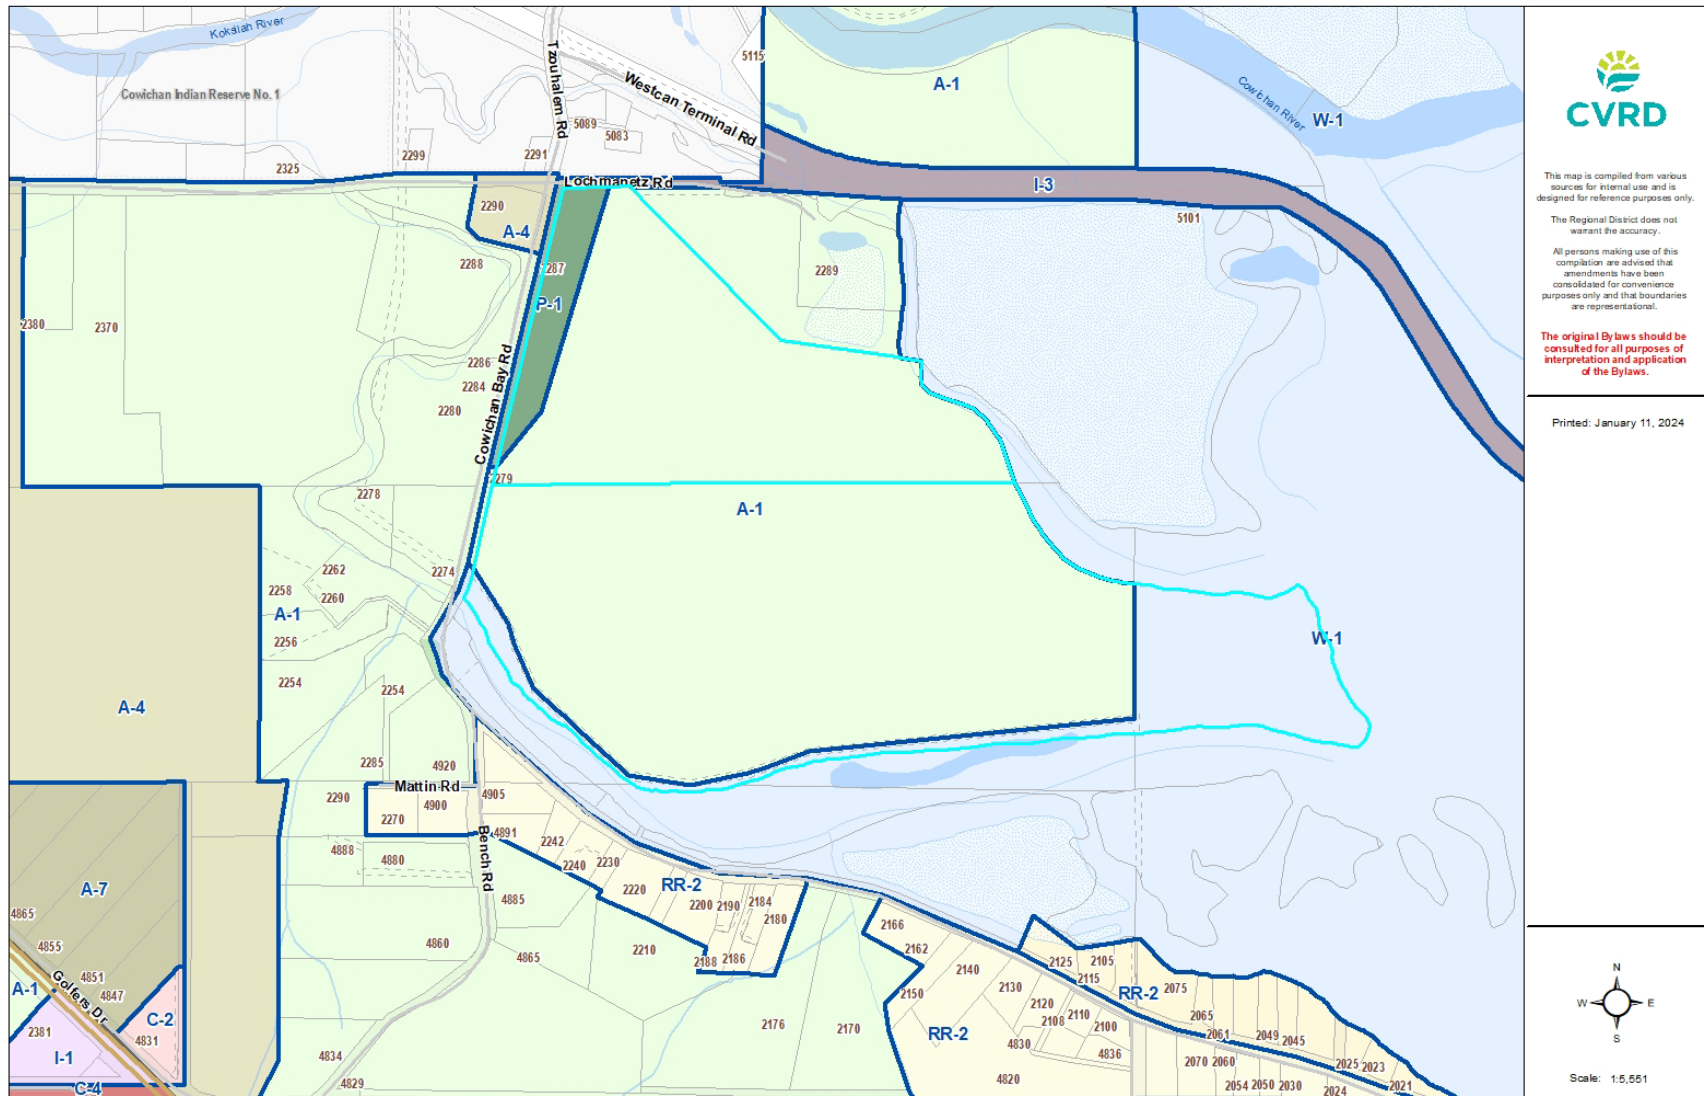 Koksilah River
Cowichan Indian Reserve No. 1
Tzouhalem Rd
Westcan Terminal Rd
5115
A-1
Cowichan River
W-1
5089
5083
2325
2299
2291
Lochmanetz Rd
I-3
5101
2290
A-4
2288
2287
P-1
2289
2380
2370
2286
2284
2280
Cowichan Bay Rd
2279
2278
A-1
2262
2274
2258
2260
A-1
2256
2254
2254
W-1
A-4
2285
4920
Mattin Rd
2290
4900
2270
4905
4891
Bench Rd
2242
2240
2230
4888
4880
2220
RR-2
2200
2190
2184
2180
A-7
4865
4885
4855
4860
4865
2210
2188
2186
4851
4847
Golfers Dr
A-1
C-2
2381
4831
I-1
C-4
4834
4829
2176
2170
2166
2162
2150
2140
2130
2120
2110
2108
2100
RR-2
4830
4836
4820
2125
2105
2115
RR-2
2075
2065
2061
2049
2045
2070
2060
2054
2050
2030
2025
2023
2024
2021
CVRD
This map is compiled from various
sources for internal use and is
designed for reference purposes only.
The Regional District does not
warrant the accuracy.
All persons making use of this
compilation are advised that
amendments have been
consolidated for convenience
purposes only and that boundaries
are representational.
The original Bylaws should be
consulted for all purposes of
interpretation and application
of the Bylaws.
Printed: January 11, 2024
N
W
E
S
Scale: 1:5,551